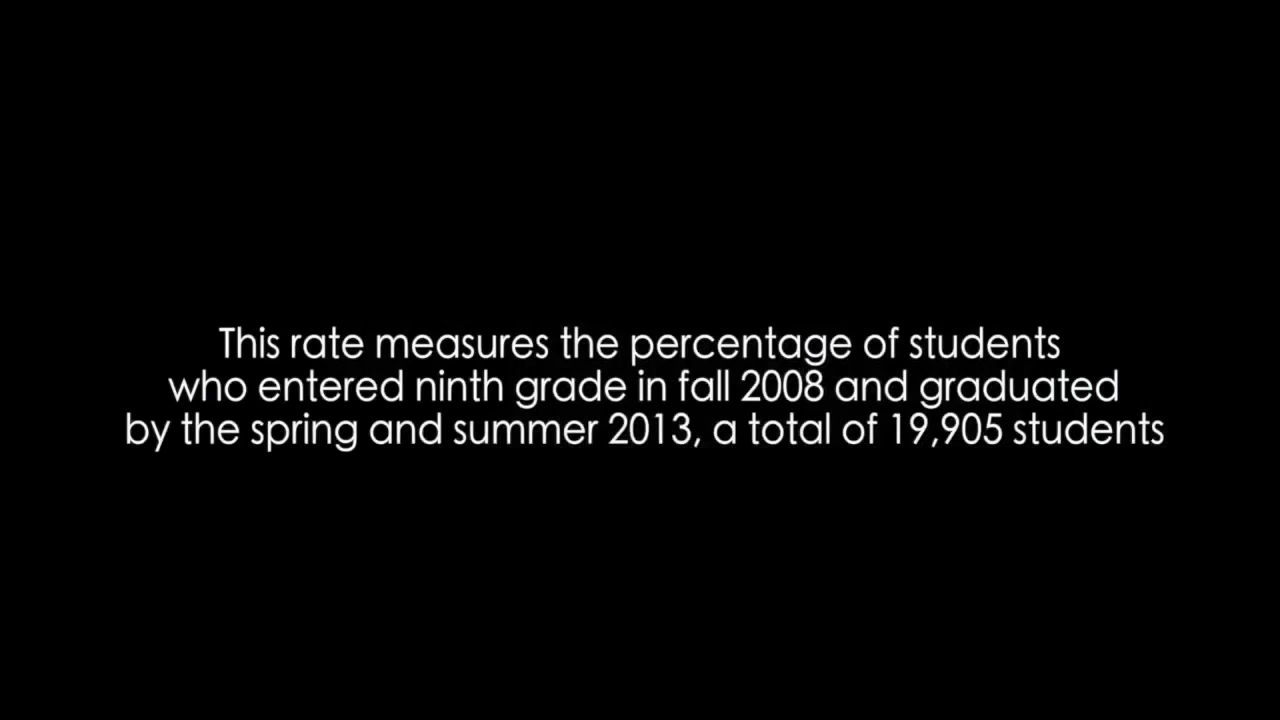 This rate measures the percentage of students
who entered ninth grade in fall 2008 and graduated
by the spring and summer 2013, a total of 19,905 students